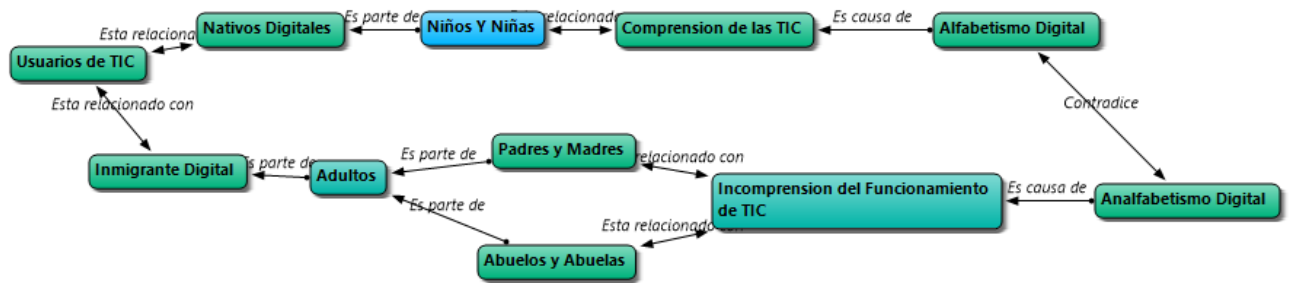 Es parte de
Nativos Digitales
Niños Y Niñas
relacionado
Comprension de las TIC
Es causa de
Alfabetismo Digital
Esta relaciona
Usuarios de TIC
Esta relacionado con
Contradice
Padres y Madres
Es parte de
relacionado con
Inmigrante Digital
Es parte de
Adultos
Incomprension del Funcionamiento
de TIC
Es causa de
Analfabetismo Digital
Es parte de
Esta relacionado con
Abuelos y Abuelas